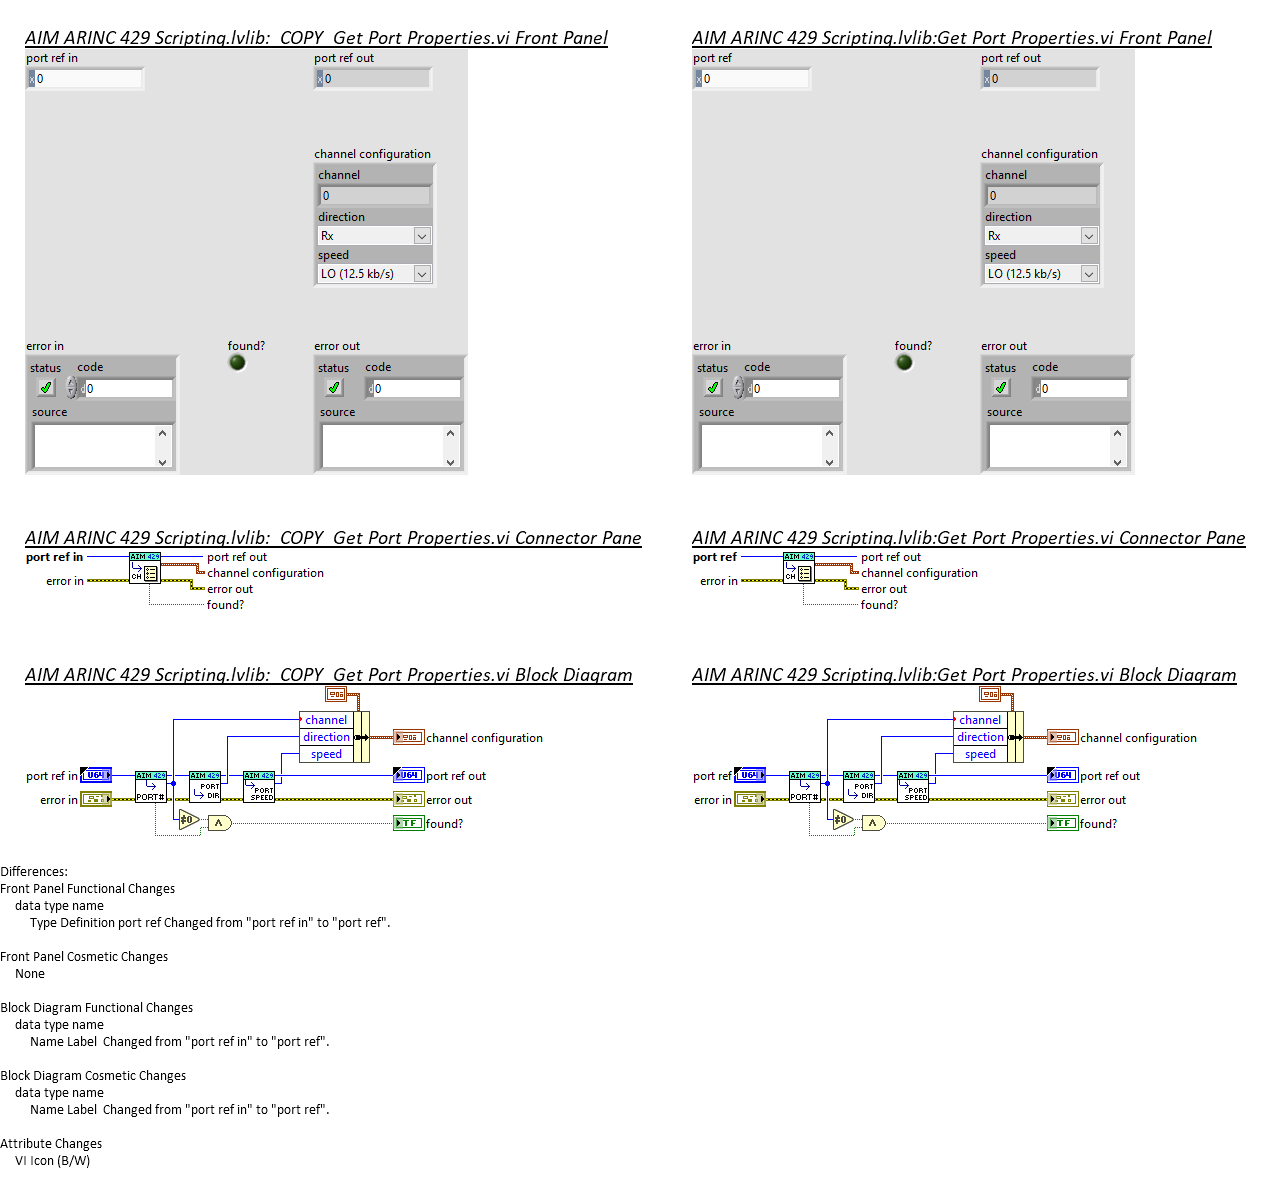 AIM ARINC 429 Scripting.lvlib:_COPY_Get Port Properties.vi Front Panel
port ref in
port ref out
x 0
x 0
channel configuration
channel
0
direction
Rx
speed
LO (12.5 kb/s)
error in
found?
error out
status
code
status
code
d 0
d 0
source
source
AIM ARINC 429 Scripting.lvlib:Get Port Properties.vi Front Panel
port ref
port ref out
x 0
x 0
channel configuration
channel
0
direction
Rx
speed
LO (12.5 kb/s)
error in
found?
error out
status
code
status
code
d 0
d 0
source
source
AIM ARINC 429 Scripting.lvlib:_COPY_Get Port Properties.vi Connector Pane
port ref in
AIM 429
CH
port ref out
channel configuration
error in
error out
found?
AIM ARINC 429 Scripting.lvlib:Get Port Properties.vi Connector Pane
port ref
AIM 429
CH
port ref out
channel configuration
error in
error out
found?
AIM ARINC 429 Scripting.lvlib:_COPY_Get Port Properties.vi Block Diagram
channel
direction
speed
channel configuration
port ref in
U64
AIM 429
PORT#
AIM 429
PORT
DIR
AIM 429
PORT
SPEED
U64
port ref out
error in
error out
≠0
∧
TF
found?
AIM ARINC 429 Scripting.lvlib:Get Port Properties.vi Block Diagram
channel
direction
speed
channel configuration
port ref
U64
AIM 429
PORT#
AIM 429
PORT
DIR
AIM 429
PORT
SPEED
U64
port ref out
error in
error out
≠0
∧
TF
found?
Differences:
Front Panel Functional Changes
data type name
Type Definition port ref Changed from "port ref in" to "port ref".
Front Panel Cosmetic Changes
None
Block Diagram Functional Changes
data type name
Name Label  Changed from "port ref in" to "port ref".
Block Diagram Cosmetic Changes
data type name
Name Label  Changed from "port ref in" to "port ref".
Attribute Changes
VI Icon (B/W)